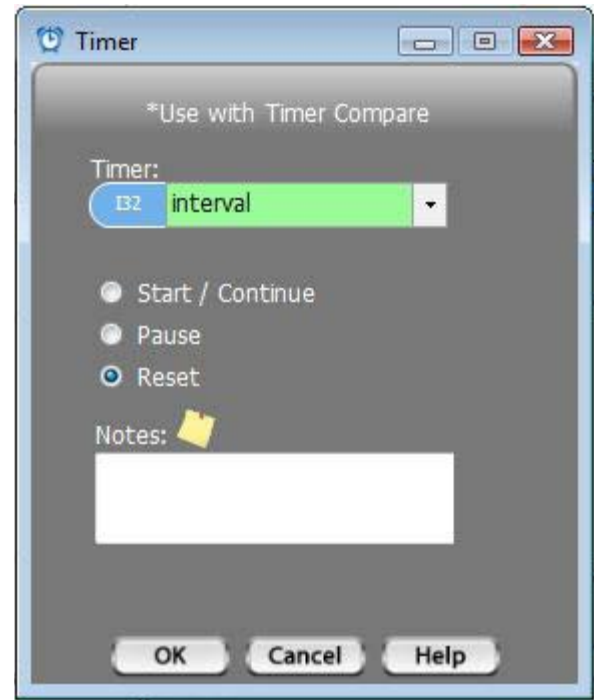 Timer
*Use with Timer Compare
Timer:
I32 interval
Start / Continue
Pause
Reset
Notes:
OK Cancel Help